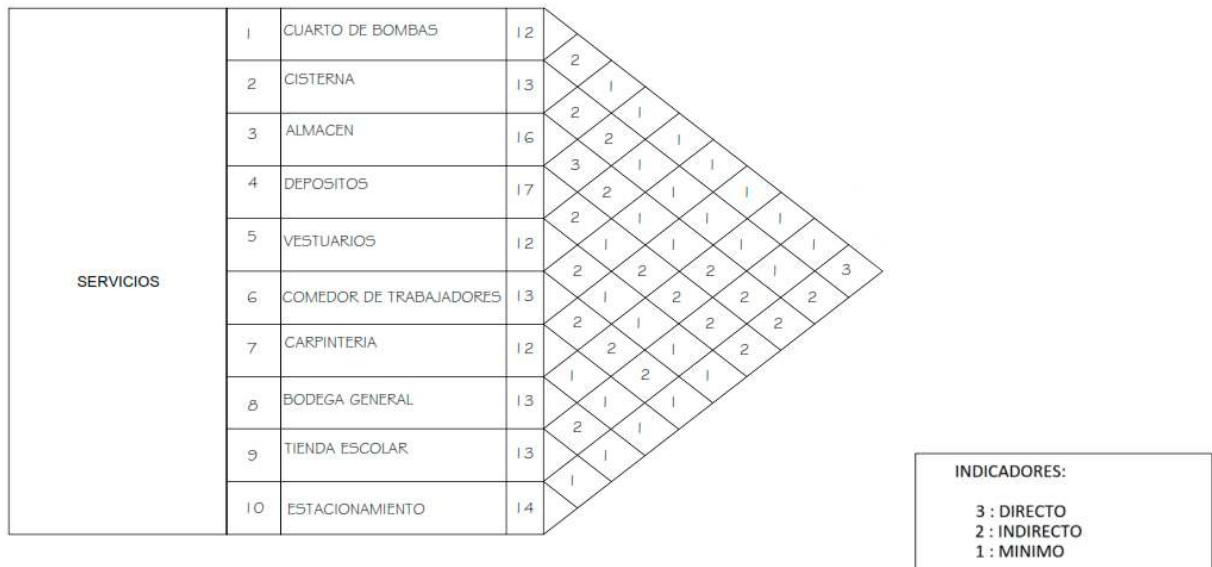 SERVICIOS
1 CUARTO DE BOMBAS 12
2
2 CISTERNA 13
1
2 1
3 ALMACEN 16
2 1
3 1 1
4 DEPOSITOS 17
2 1 1
2 1 1 1
5 VESTUARIOS 12
1 1 1 1
2 2 2 1 3
6 COMEDOR DE TRABAJADORES 13
1 2 2 2
2 1 2 2
7 CARPINTERIA 12
2 1 2
1 2 1
8 BODEGA GENERAL 13
1 1
2 1
9 TIENDA ESCOLAR 13
1
1
10 ESTACIONAMIENTO 14
INDICADORES:
3 : DIRECTO
2 : INDIRECTO
1 : MINIMO